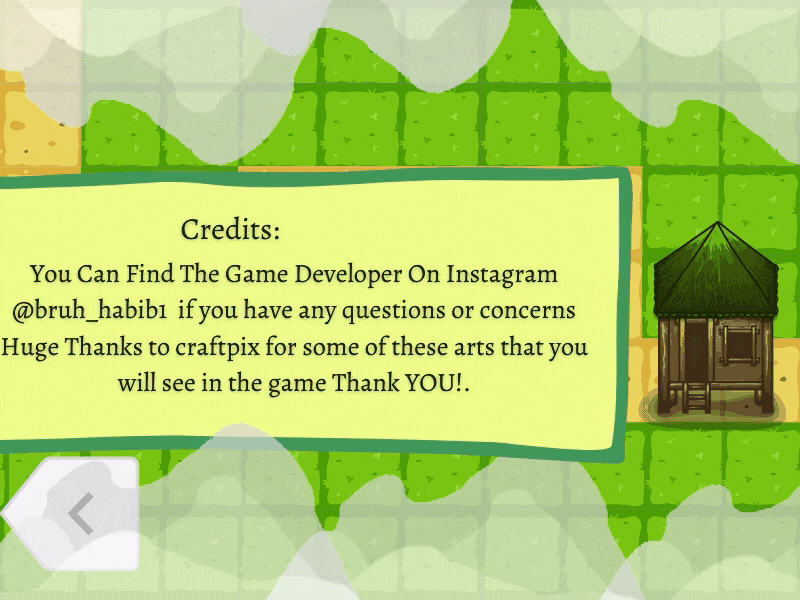 Credits:
You Can Find The Game Developer On Instagram
@bruh_habib1  if you have any questions or concerns
Huge Thanks to craftpix for some of these arts that you
will see in the game Thank YOU!.